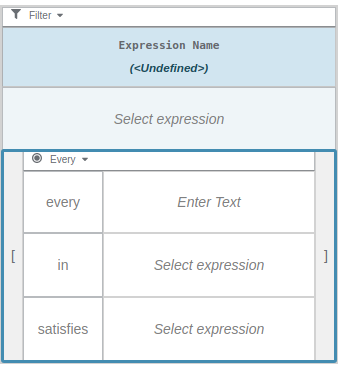 Filter
Expression Name
(<Undefined>)
Select expression
Every
every Enter Text
[ in Select expression ]
satisfies Select expression